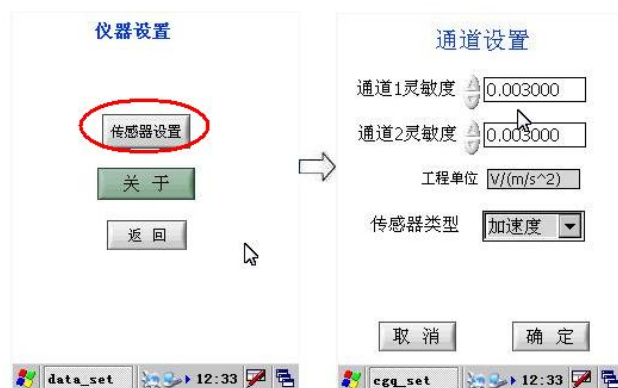 仪器设置
传感器设置
关 于
返 回
data_set 12:33
通道设置
通道1灵敏度 0.003000
通道2灵敏度 0.003000
工程单位 V/(m/s^2)
传感器类型 加速度
取 消 确 定
cgq_set 12:33